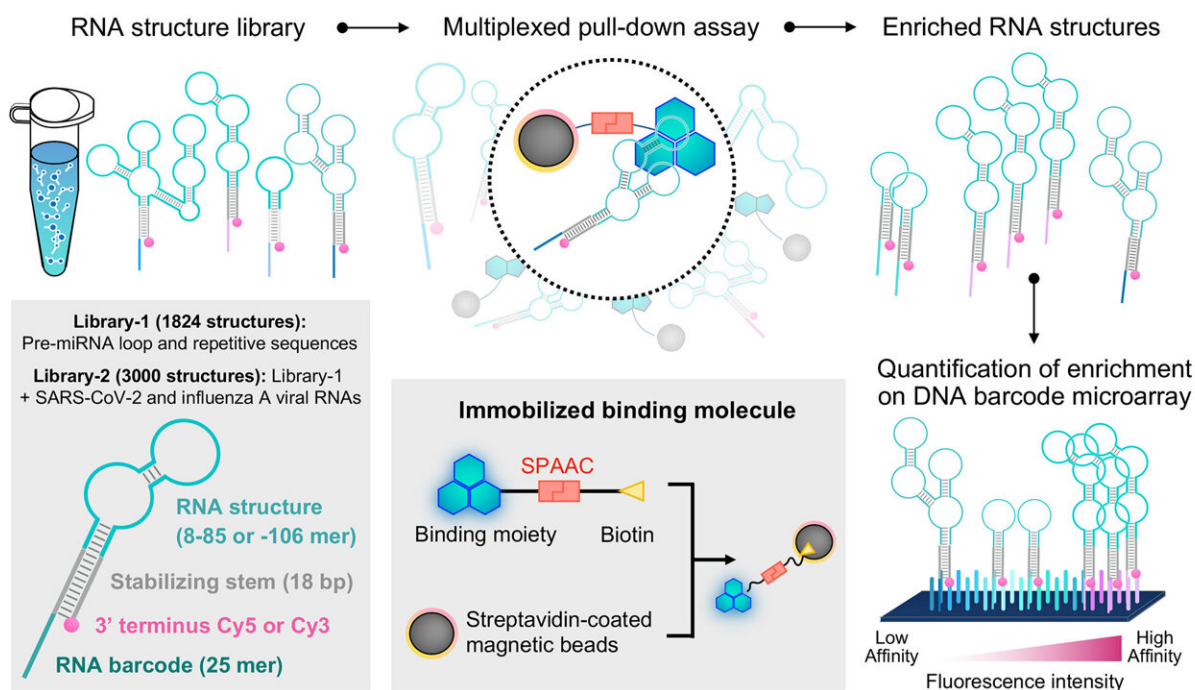 RNA structure library
Multiplexed pull-down assay
Enriched RNA structures
Library-1 (1824 structures):
Pre-miRNA loop and repetitive sequences
Library-2 (3000 structures): Library-1
+ SARS-CoV-2 and influenza A viral RNAs
RNA structure
(8-85 or -106 mer)
Stabilizing stem (18 bp)
3’ terminus Cy5 or Cy3
RNA barcode (25 mer)
Immobilized binding molecule
SPAAC
Binding moiety
Biotin
Streptavidin-coated
magnetic beads
Quantification of enrichment
on DNA barcode microarray
Low
Affinity
High
Affinity
Fluorescence intensity